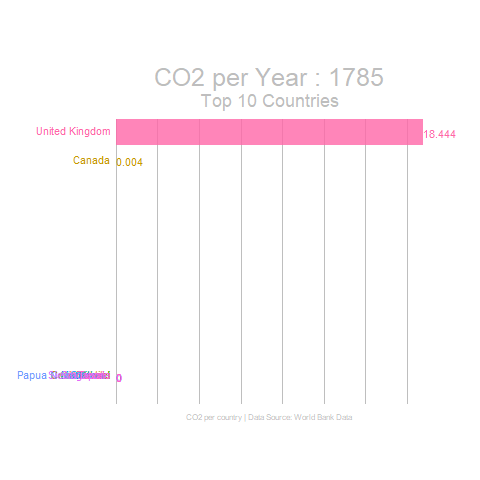 CO2 per Year : 1785
Top 10 Countries
United Kingdom 18.444
Canada 0.004
Papua 0
CO2 per country | Data Source: World Bank Data